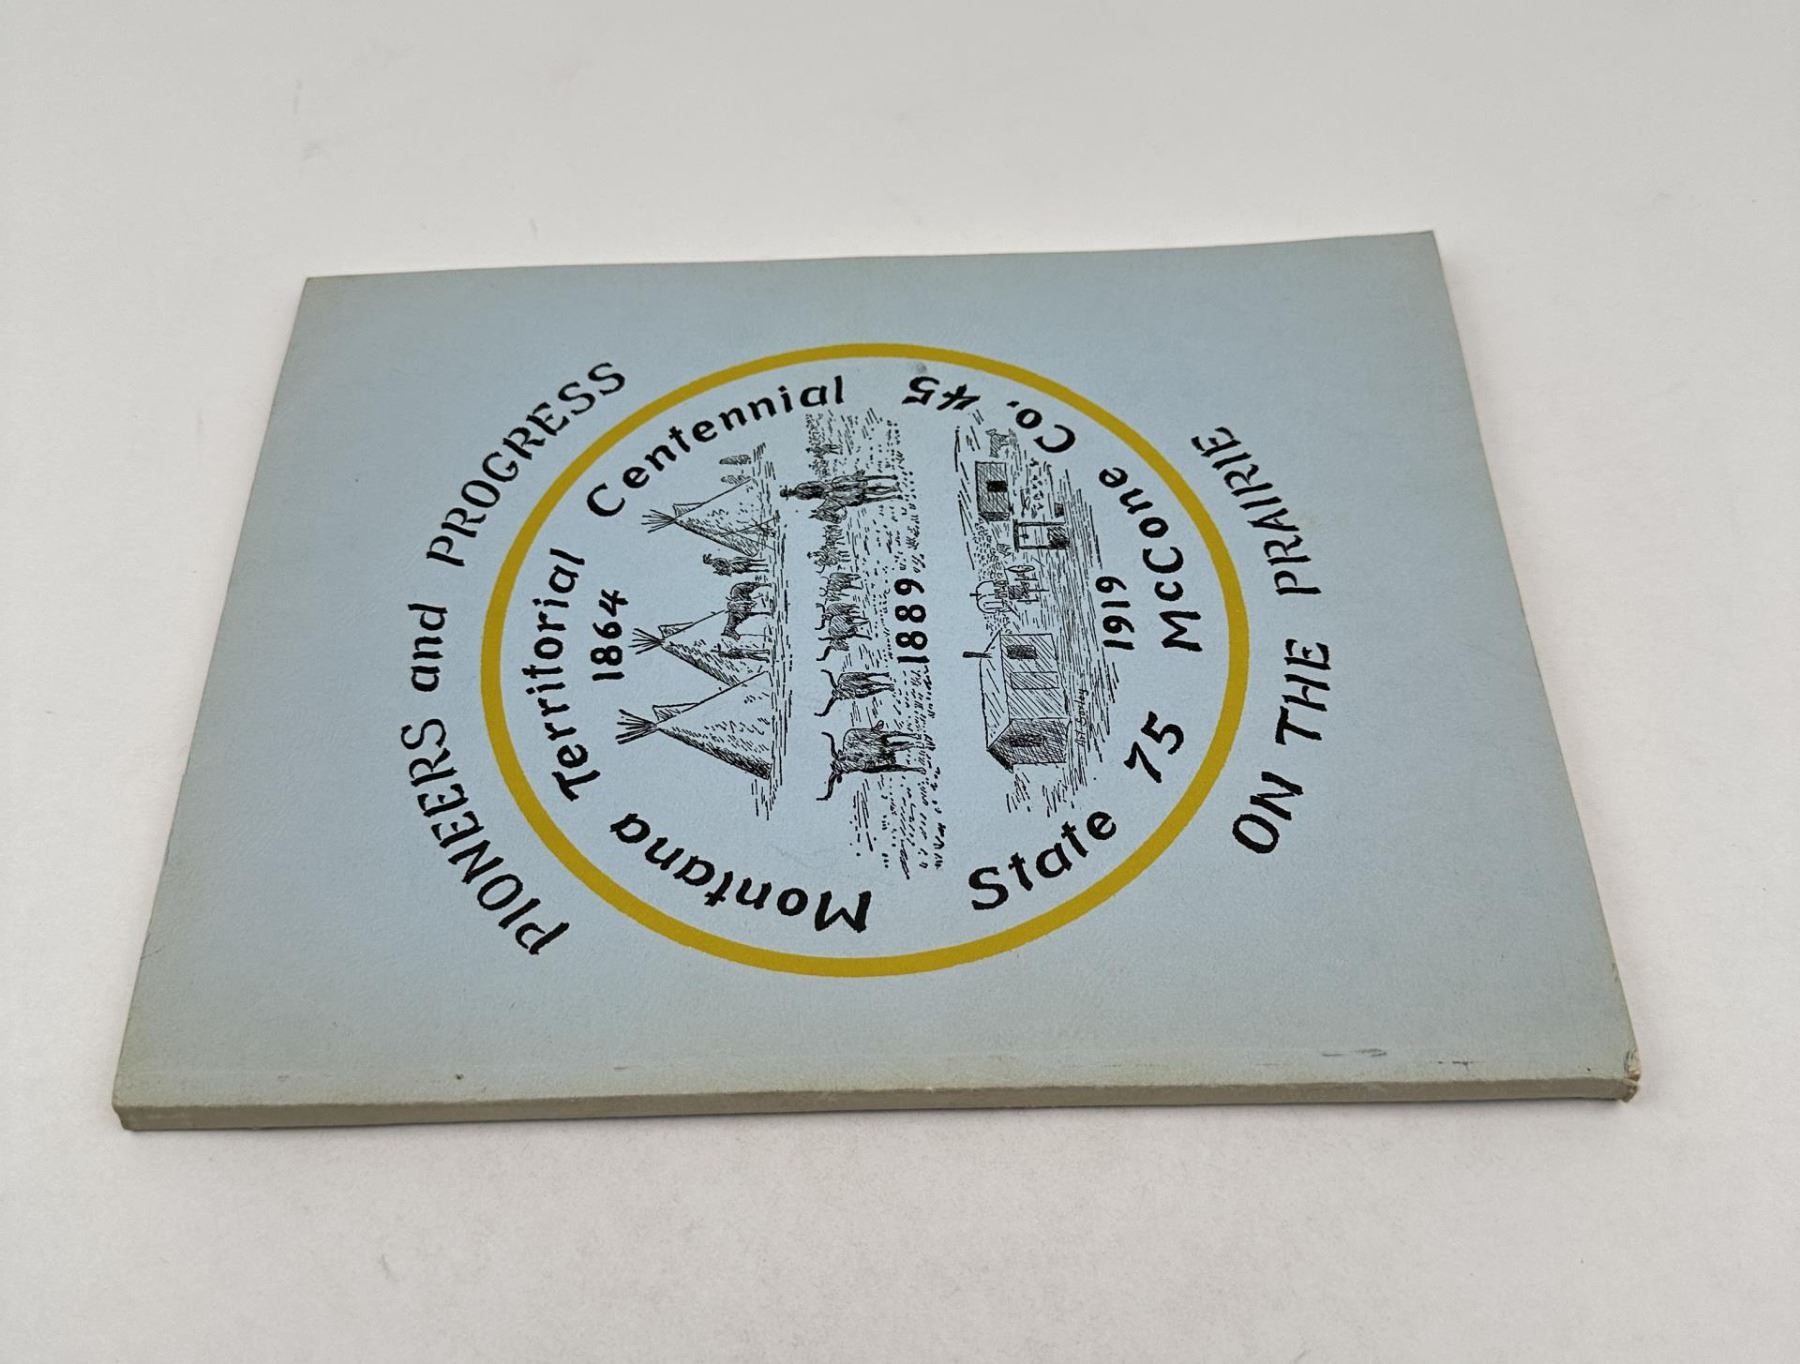 PIONEERS and PROGRESS
Montana Territorial Centennial
1864
1889
1919
State 75 McCone Co. 45
ON THE PRAIRIE